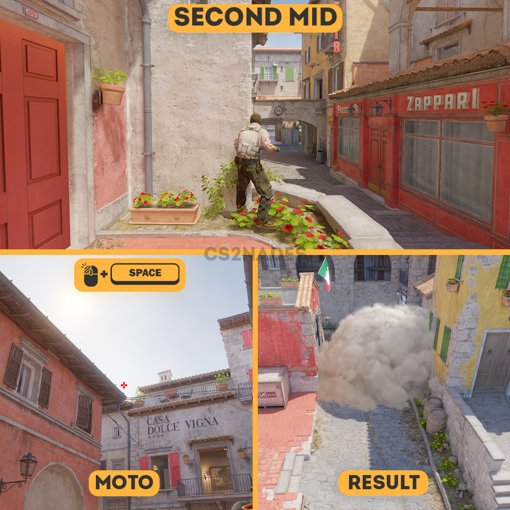 SECOND MID
ZAPPARI
CS2NADES
+ SPACE
CASA
DOLCE VIGNA
MOTO
RESULT